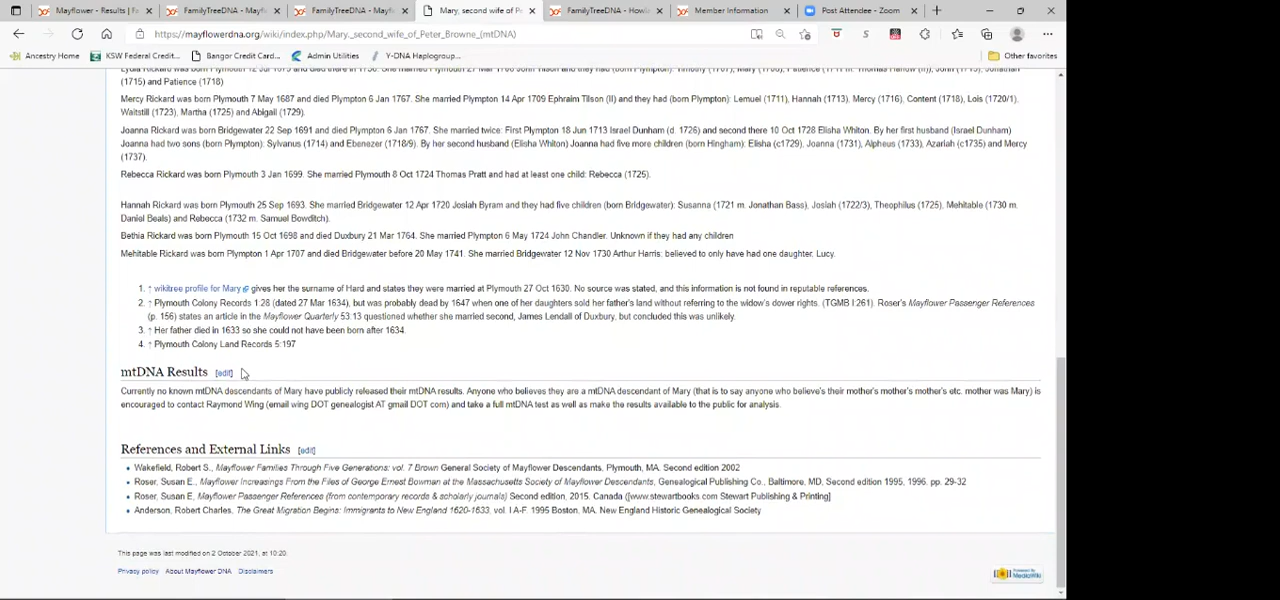 Mayflower - Results | Fa
FamilyTreeDNA - Mayf
FamilyTreeDNA - Mayf
Mary, second wife of Pe
FamilyTreeDNA - Howla
Member Information
Post Attendee - Zoom
https://mayflowerdna.org/wiki/index.php/Mary,_second_wife_of_Peter_Browne_(mtDNA)
Ancestry Home
KSW Federal Credit...
Bangor Credit Card...
Admin Utilities
Y-DNA Haplogroup...
Other favorites
(1715) and Patience (1718)
Mercy Rickard was born Plymouth 7 May 1687 and died Plympton 6 Jan 1767. She married Plympton 14 Apr 1709 Ephraim Tilson (II) and they had (born Plympton): Lemuel (1711), Hannah (1713), Mercy (1716), Content (1718), Lois (1720/1),
Waitstill (1723), Martha (1725) and Abigail (1729).
Joanna Rickard was born Bridgewater 22 Sep 1691 and died Plympton 6 Jan 1767. She married twice: First Plympton 18 Jun 1713 Israel Dunham (d. 1726) and second there 10 Oct 1728 Elisha Whiton. By her first husband (Israel Dunham)
Joanna had two sons (born Plympton): Sylvanus (1714) and Ebenezer (1718/9). By her second husband (Elisha Whiton) Joanna had five more children (born Hingham): Elisha (c1729), Joanna (1731), Alpheus (1733), Azariah (c1735) and Mercy
(1737).
Rebecca Rickard was born Plymouth 3 Jan 1699. She married Plymouth 8 Oct 1724 Thomas Pratt and had at least one child: Rebecca (1725).
Hannah Rickard was born Plymouth 25 Sep 1693. She married Bridgewater 12 Apr 1720 Josiah Byram and they had five children (born Bridgewater): Susanna (1721 m. Jonathan Bass), Josiah (1722/3), Theophilus (1725), Mehitable (1730 m.
Daniel Beals) and Rebecca (1732 m. Samuel Bowditch).
Bethia Rickard was born Plymouth 15 Oct 1698 and died Duxbury 21 Mar 1764. She married Plympton 6 May 1724 John Chandler. Unknown if they had any children
Mehitable Rickard was born Plympton 1 Apr 1707 and died Bridgewater before 20 May 1741. She married Bridgewater 12 Nov 1730 Arthur Harris; believed to only have had one daughter, Lucy.
1. ↑ wikitree profile for Mary gives her the surname of Hard and states they were married at Plymouth 27 Oct 1630. No source was stated, and this information is not found in reputable references.
2. ↑ Plymouth Colony Records 1:28 (dated 27 Mar 1634), but was probably dead by 1647 when one of her daughters sold her father's land without referring to the widow's dower rights. (TGMB I:261). Roser's Mayflower Passenger References
(p. 156) states an article in the Mayflower Quarterly 53:13 questioned whether she married second, James Lendall of Duxbury, but concluded this was unlikely.
3. ↑ Her father died in 1633 so she could not have been born after 1634.
4. ↑ Plymouth Colony Land Records 5:197
mtDNA Results [edit]
Currently no known mtDNA descendants of Mary have publicly released their mtDNA results. Anyone who believes they are a mtDNA descendant of Mary (that is to say anyone who believe's their mother's mother's mother's etc. mother was Mary) is
encouraged to contact Raymond Wing (email wing DOT genealogist AT gmail DOT com) and take a full mtDNA test as well as make the results available to the public for analysis.
References and External Links [edit]
• Wakefield, Robert S., Mayflower Families Through Five Generations: vol. 7 Brown General Society of Mayflower Descendants, Plymouth, MA. Second edition 2002
• Roser, Susan E., Mayflower Increasings From the Files of George Ernest Bowman at the Massachusetts Society of Mayflower Descendants, Genealogical Publishing Co., Baltimore, MD, Second edition 1995, 1996. pp. 29-32
• Roser, Susan E, Mayflower Passenger References (from contemporary records & scholarly journals) Second edition, 2015. Canada ([www.stewartbooks.com Stewart Publishing & Printing]
• Anderson, Robert Charles, The Great Migration Begins: Immigrants to New England 1620-1633, vol. I A-F. 1995 Boston, MA. New England Historic Genealogical Society
This page was last modified on 2 October 2021, at 10:20.
Privacy policy
About Mayflower DNA
Disclaimers
MediaWiki